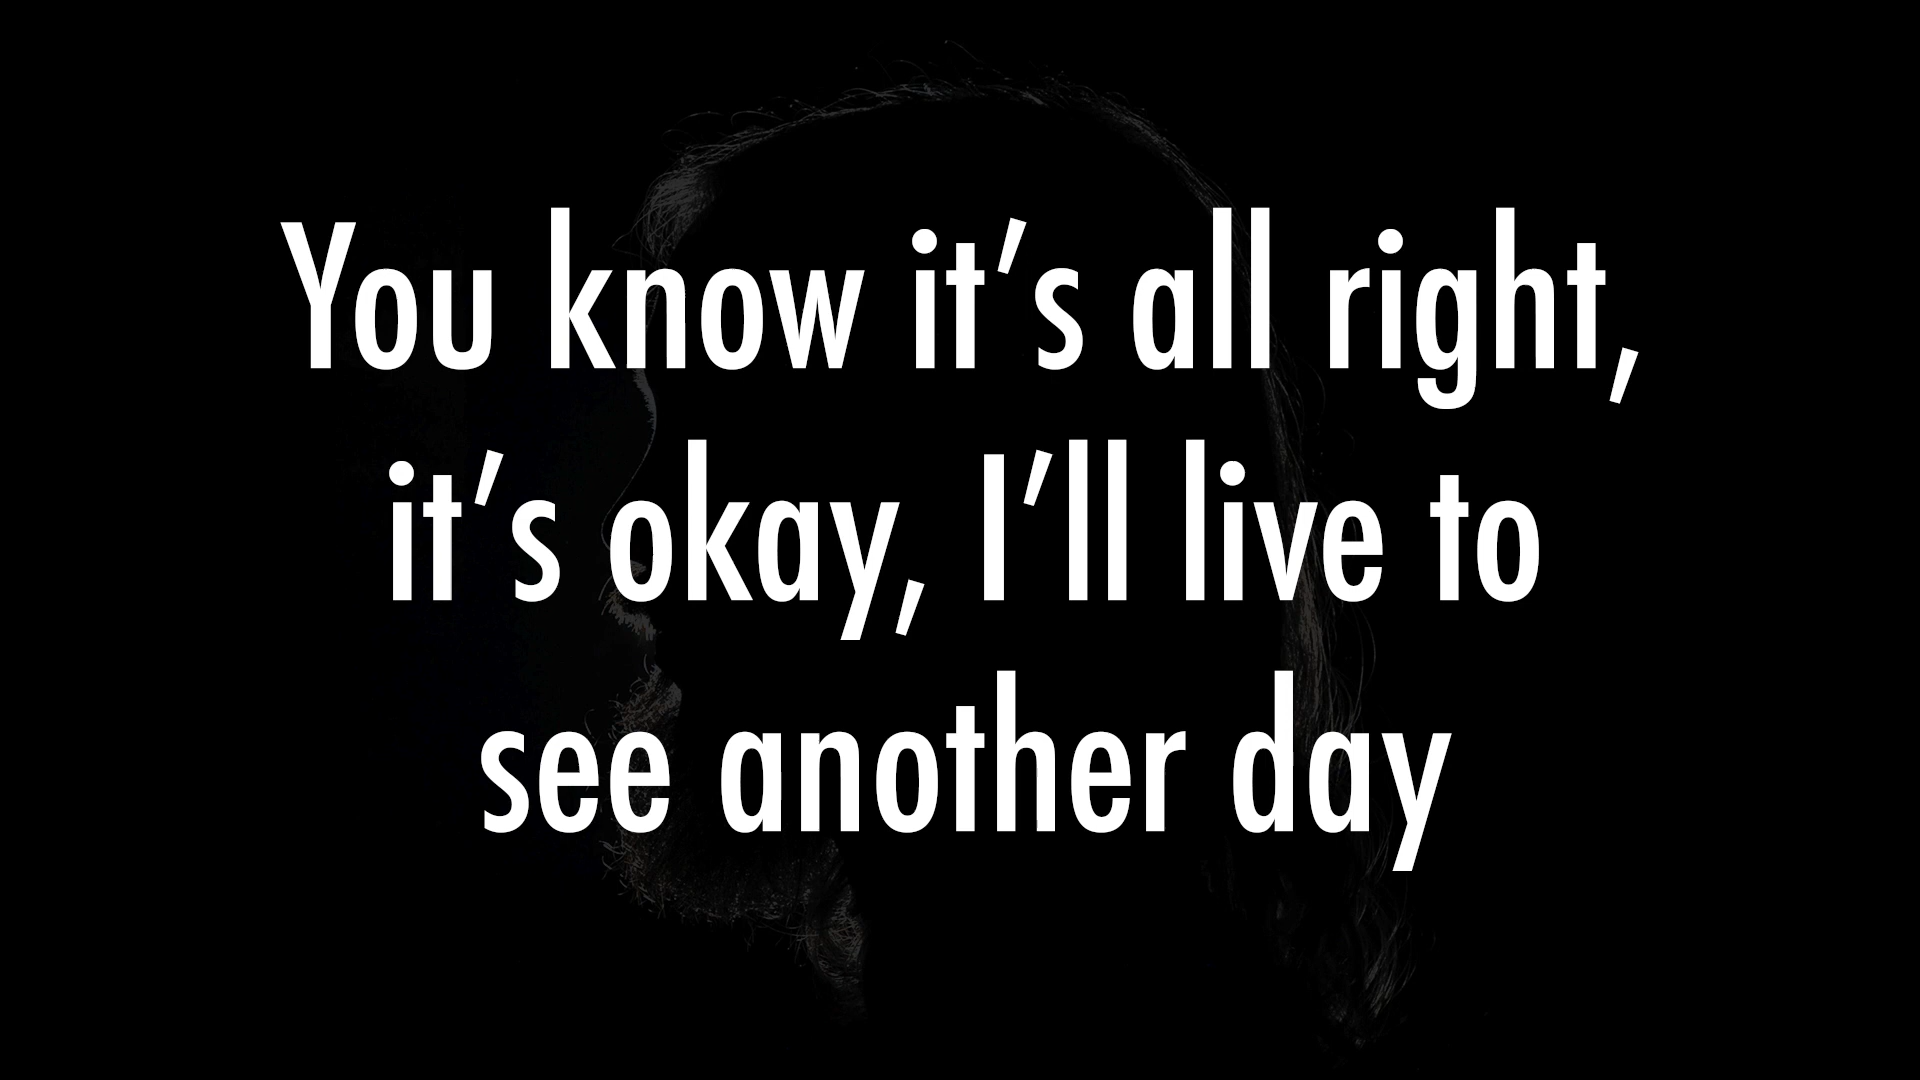 You know it’s all right,
it’s okay, I’ll live to
see another day